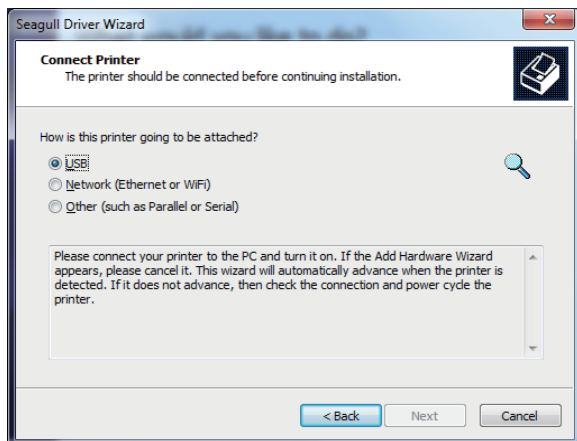 Seagull Driver Wizard
Connect Printer
The printer should be connected before continuing installation.
How is this printer going to be attached?
USB
Network (Ethernet or WiFi)
Other (such as Parallel or Serial)
Please connect your printer to the PC and turn it on. If the Add Hardware Wizard
appears, please cancel it. This wizard will automatically advance when the printer is
detected. If it does not advance, then check the connection and power cycle the
printer.
< Back
Next
Cancel